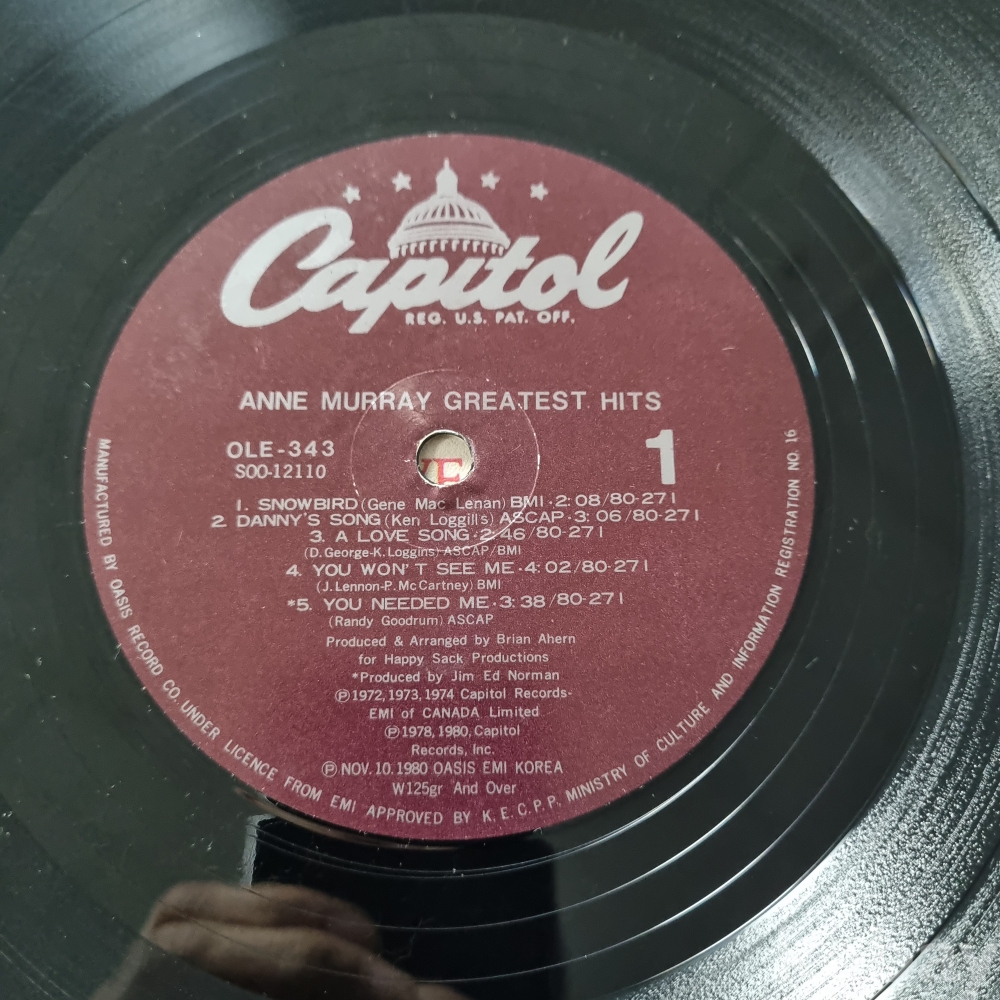 Capitol
REG. U.S. PAT. OFF.
ANNE MURRAY GREATEST HITS
OLE-343
SOO-12110
1
1. SNOWBIRD (Gene Mac Lenan) BMI·2:08/80-271
2. DANNY'S SONG (Ken Loggills) ASCAP·3:06/80-271
3. A LOVE SONG·2:46/80-271
(D. George-K. Loggins) ASCAP/BMI
4. YOU WON'T SEE ME·4:02/80-271
(J. Lennon-P. Mc Cartney) BMI
*5. YOU NEEDED ME·3:38/80-271
(Randy Goodrum) ASCAP
Produced & Arranged by Brian Ahern
for Happy Sack Productions
*Produced by Jim Ed Norman
Ⓟ1972, 1973, 1974 Capitol Records-
EMI of CANADA Limited
Ⓟ1978, 1980, Capitol
Records, Inc.
Ⓟ NOV. 10. 1980 OASIS EMI KOREA
W125gr And Over
MANUFACTURED BY OASIS RECORD CO. UNDER LICENCE FROM EMI APPROVED BY K. E. C. P. P. MINISTRY OF CULTURE AND INFORMATION REGISTRATION NO. 16